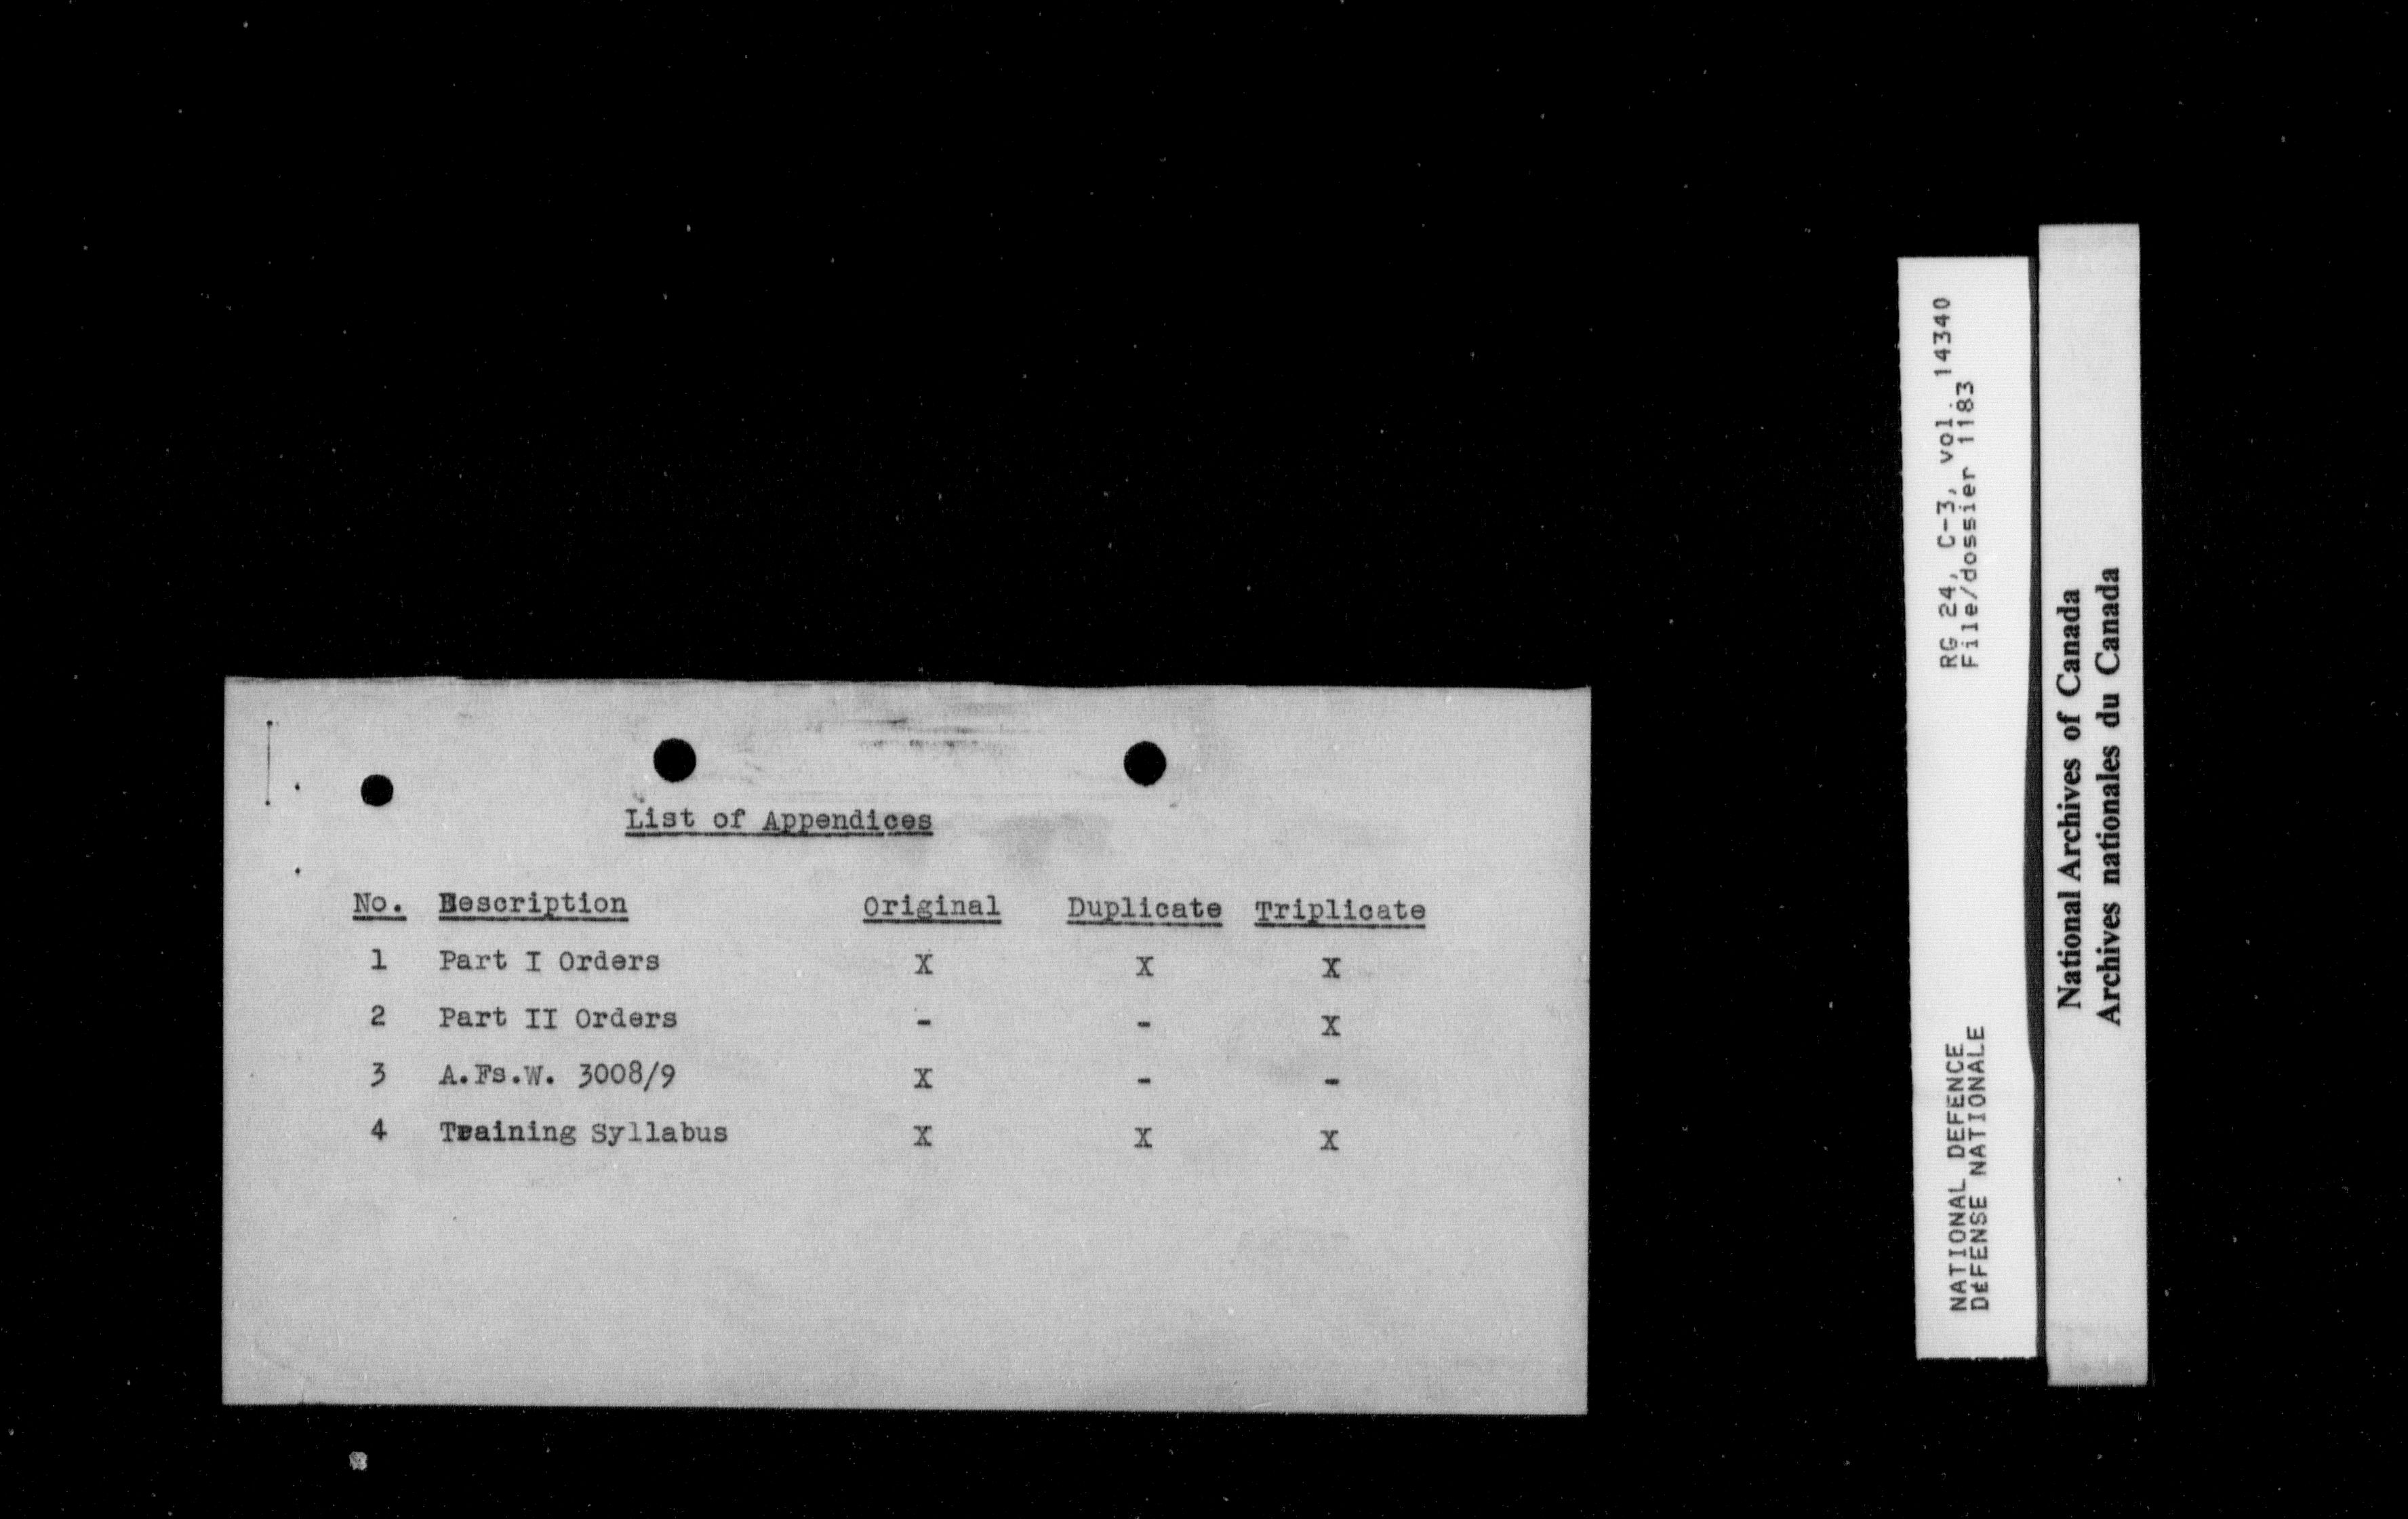 List of Appendices
No. Description Original Duplicate Triplicate
1 Part I Orders X X X
2 Part II Orders - - X
3 A.Fs.W. 3008/9 X - -
4 Training Syllabus X X X
RG 24, C-3, vol. 14340
File/dossier 1183
NATIONAL DEFENCE
DéFENSE NATIONALE
National Archives of Canada
Archives nationales du Canada